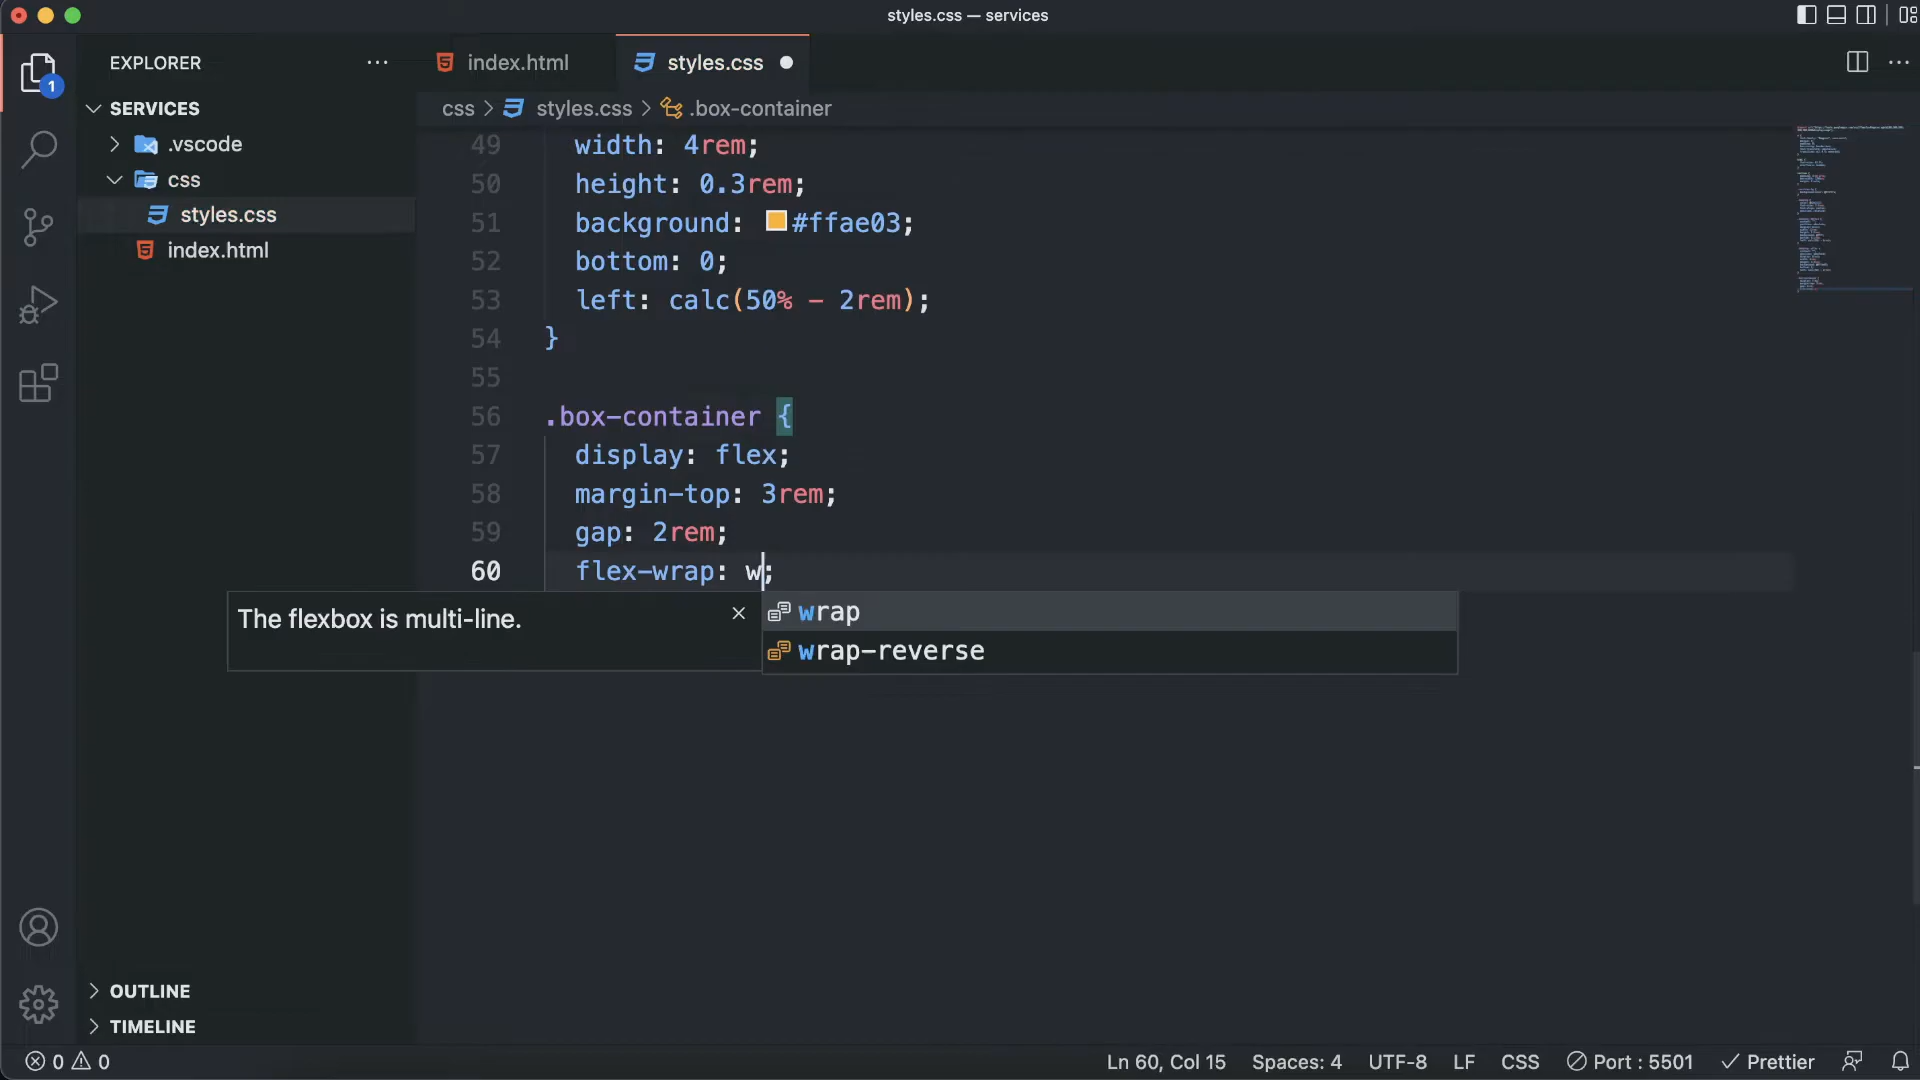 styles.css — services
EXPLORER
index.html
styles.css
1
SERVICES
.vscode
css
styles.css
index.html
css > styles.css > .box-container
49 width: 4rem;
50 height: 0.3rem;
51 background: #ffae03;
52 bottom: 0;
53 left: calc(50% - 2rem);
54 }
55
56 .box-container {
57 display: flex;
58 margin-top: 3rem;
59 gap: 2rem;
60 flex-wrap: w;
The flexbox is multi-line.
wrap
wrap-reverse
OUTLINE
TIMELINE
0 0
Ln 60, Col 15 Spaces: 4 UTF-8 LF CSS Port : 5501 Prettier